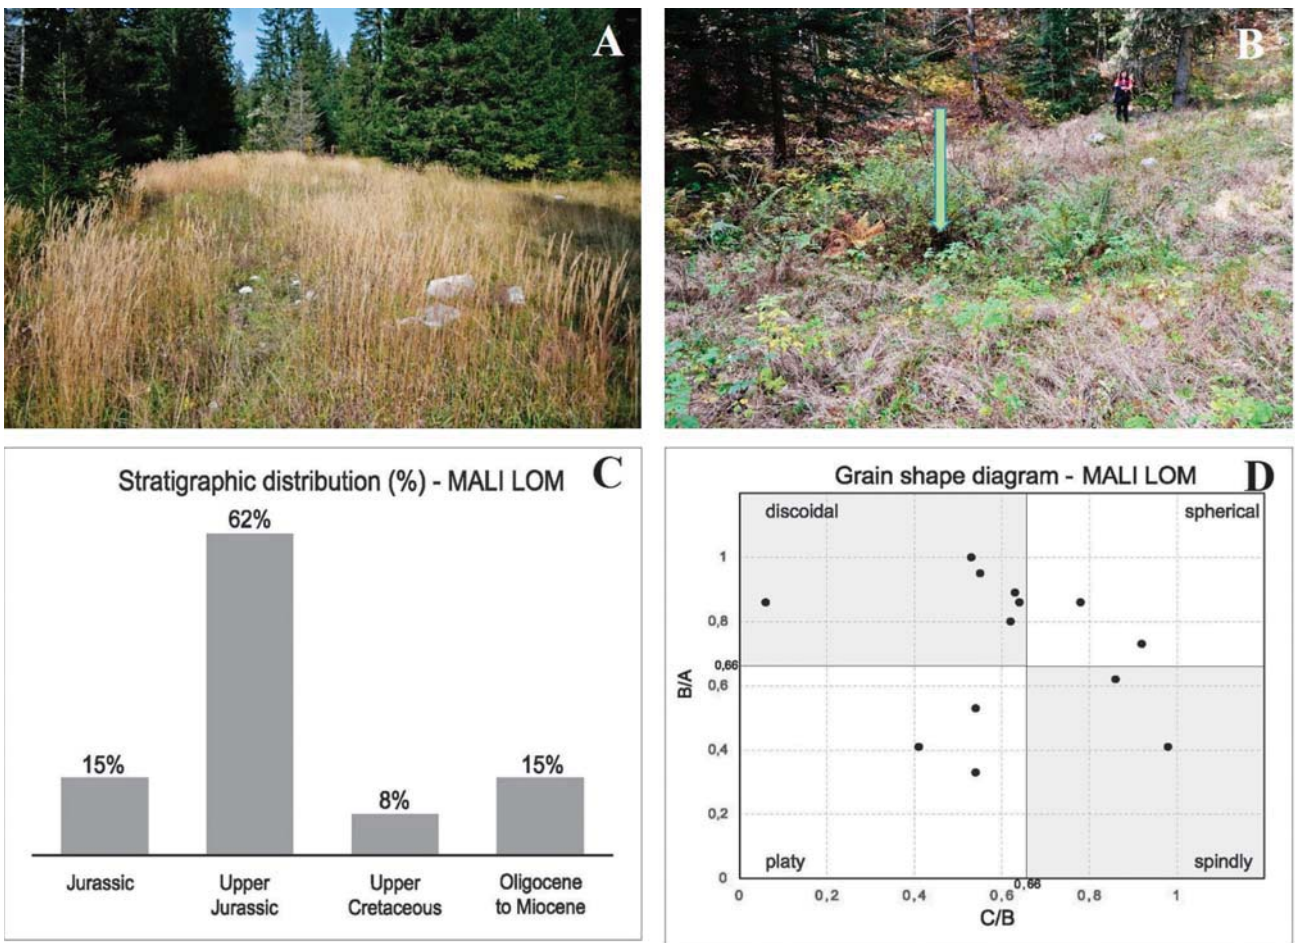 A
B
Stratigraphic distribution (%) - MALI LOM
C
62%
15%
8%
15%
Jurassic
Upper
Jurassic
Upper
Cretaceous
Oligocene
to Miocene
Grain shape diagram - MALI LOM
D
discoidal
spherical
1
0,8
0,66
0,6
B/A
0,4
0,2
platy
spindly
0
0
0,2
0,4
0,6
0,66
1
C/B